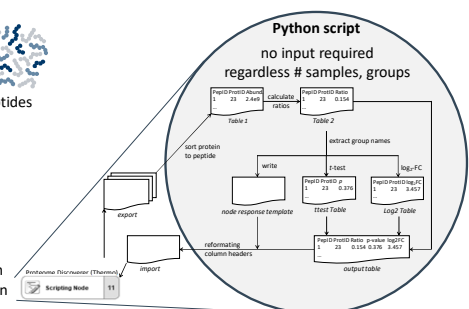 Python script
no input required
regardless # samples, groups
tides
PepID ProtID Abund
1 23 2.4e9
...
Table 1
calculate
ratios
PepID ProtID Ratio
1 23 0.154
...
Table 2
sort protein
to peptide
extract group names
write
t-test
log2-FC
export
node response template
PepID ProtID p
1 23 0.376
...
ttest Table
PepID ProtID log2FC
1 23 3.457
...
Log2 Table
import
reformating
column headers
PepID ProtID Ratio p-value log2FC
1 23 0.154 0.376 3.457
...
output table
Proteome Discoverer (Thermo)
Scripting Node 11
n
n